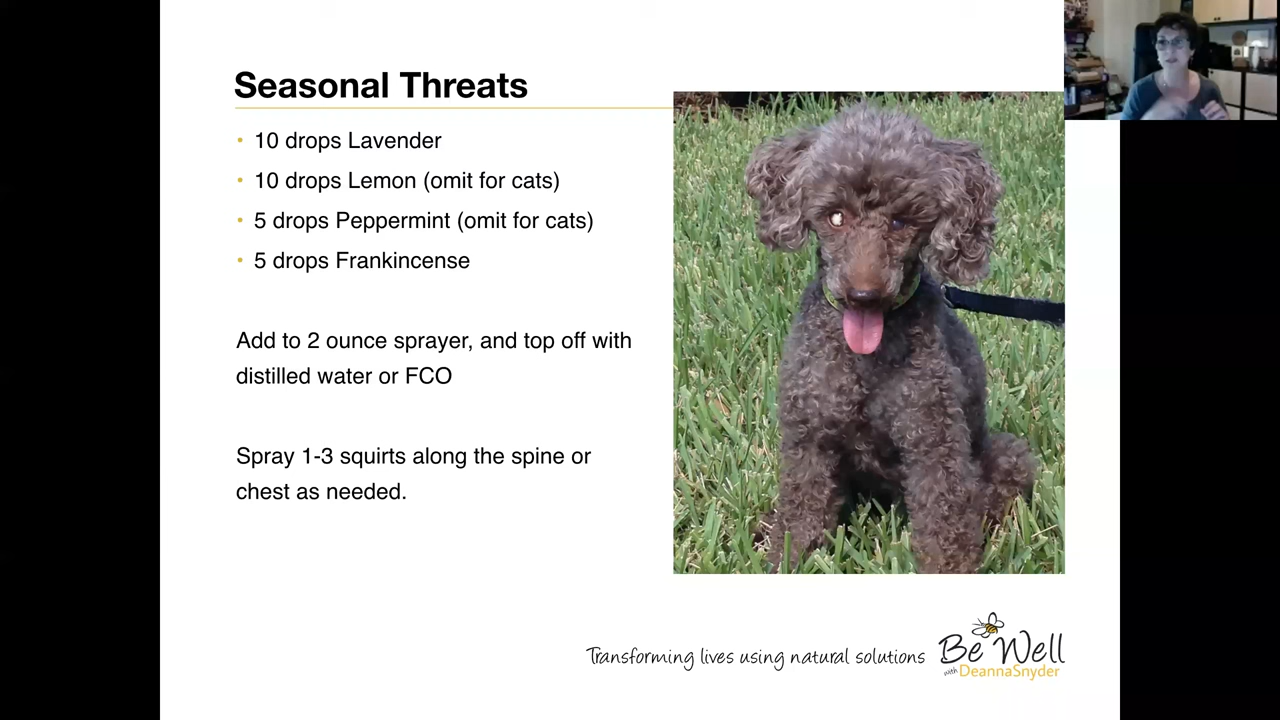 Seasonal Threats
• 10 drops Lavender
• 10 drops Lemon (omit for cats)
• 5 drops Peppermint (omit for cats)
• 5 drops Frankincense
Add to 2 ounce sprayer, and top off with
distilled water or FCO
Spray 1-3 squirts along the spine or
chest as needed.
Transforming lives using natural solutions
Be Well
with DeannaSnyder